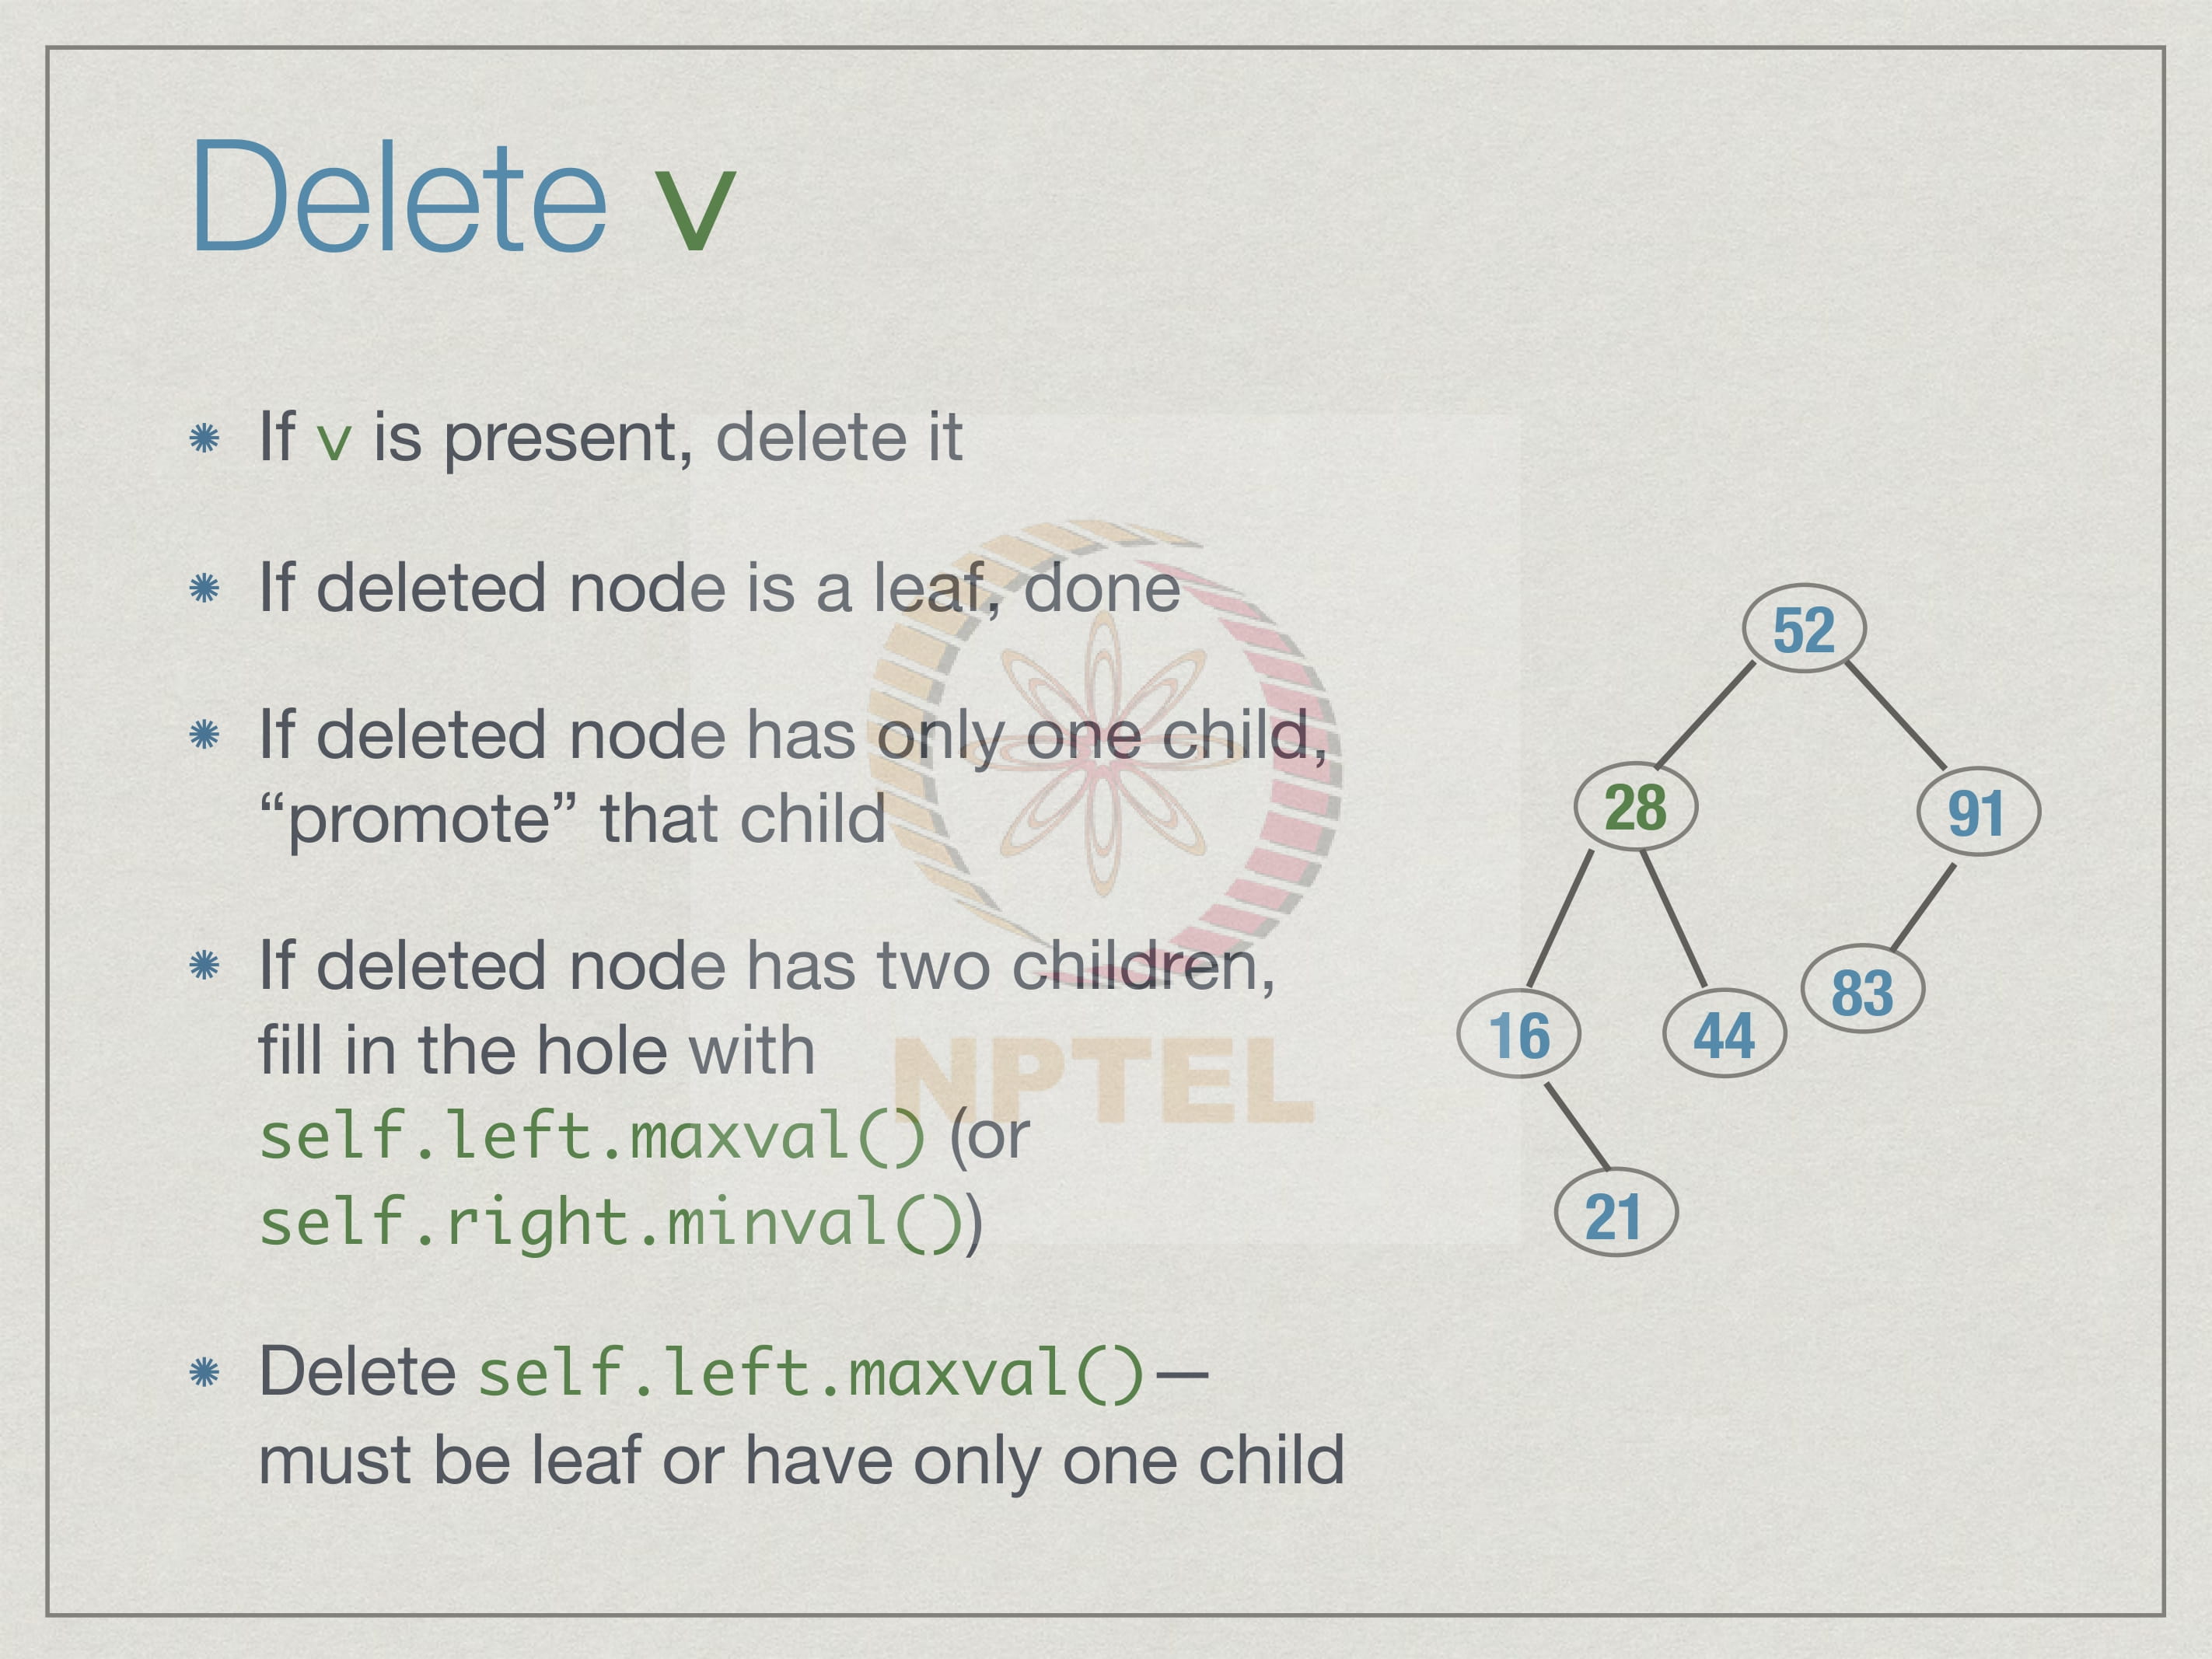 Delete v
If v is present, delete it
If deleted node is a leaf, done
If deleted node has only one child,
“promote” that child
If deleted node has two children,
fill in the hole with
self.left.maxval() (or
self.right.minval())
Delete self.left.maxval()—
must be leaf or have only one child
52
28
91
16
44
83
21
NPTEL